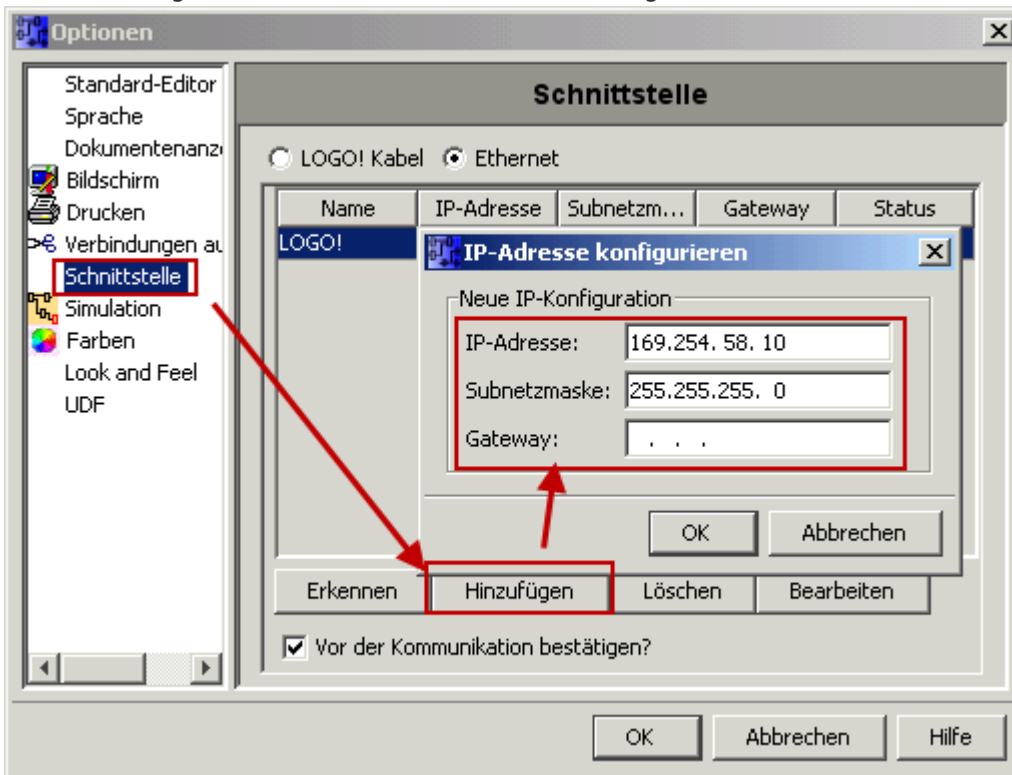 Optionen
Standard-Editor
Sprache
Dokumentenanz
Bildschirm
Drucken
Verbindungen au
Schnittstelle
Simulation
Farben
Look and Feel
UDF
Schnittstelle
LOGO! Kabel Ethernet
Name IP-Adresse Subnetzm... Gateway Status
LOGO!
IP-Adresse konfigurieren
Neue IP-Konfiguration
IP-Adresse: 169.254. 58. 10
Subnetzmaske: 255.255.255. 0
Gateway: . . .
OK Abbrechen
Erkennen Hinzufügen Löschen Bearbeiten
Vor der Kommunikation bestätigen?
OK Abbrechen Hilfe